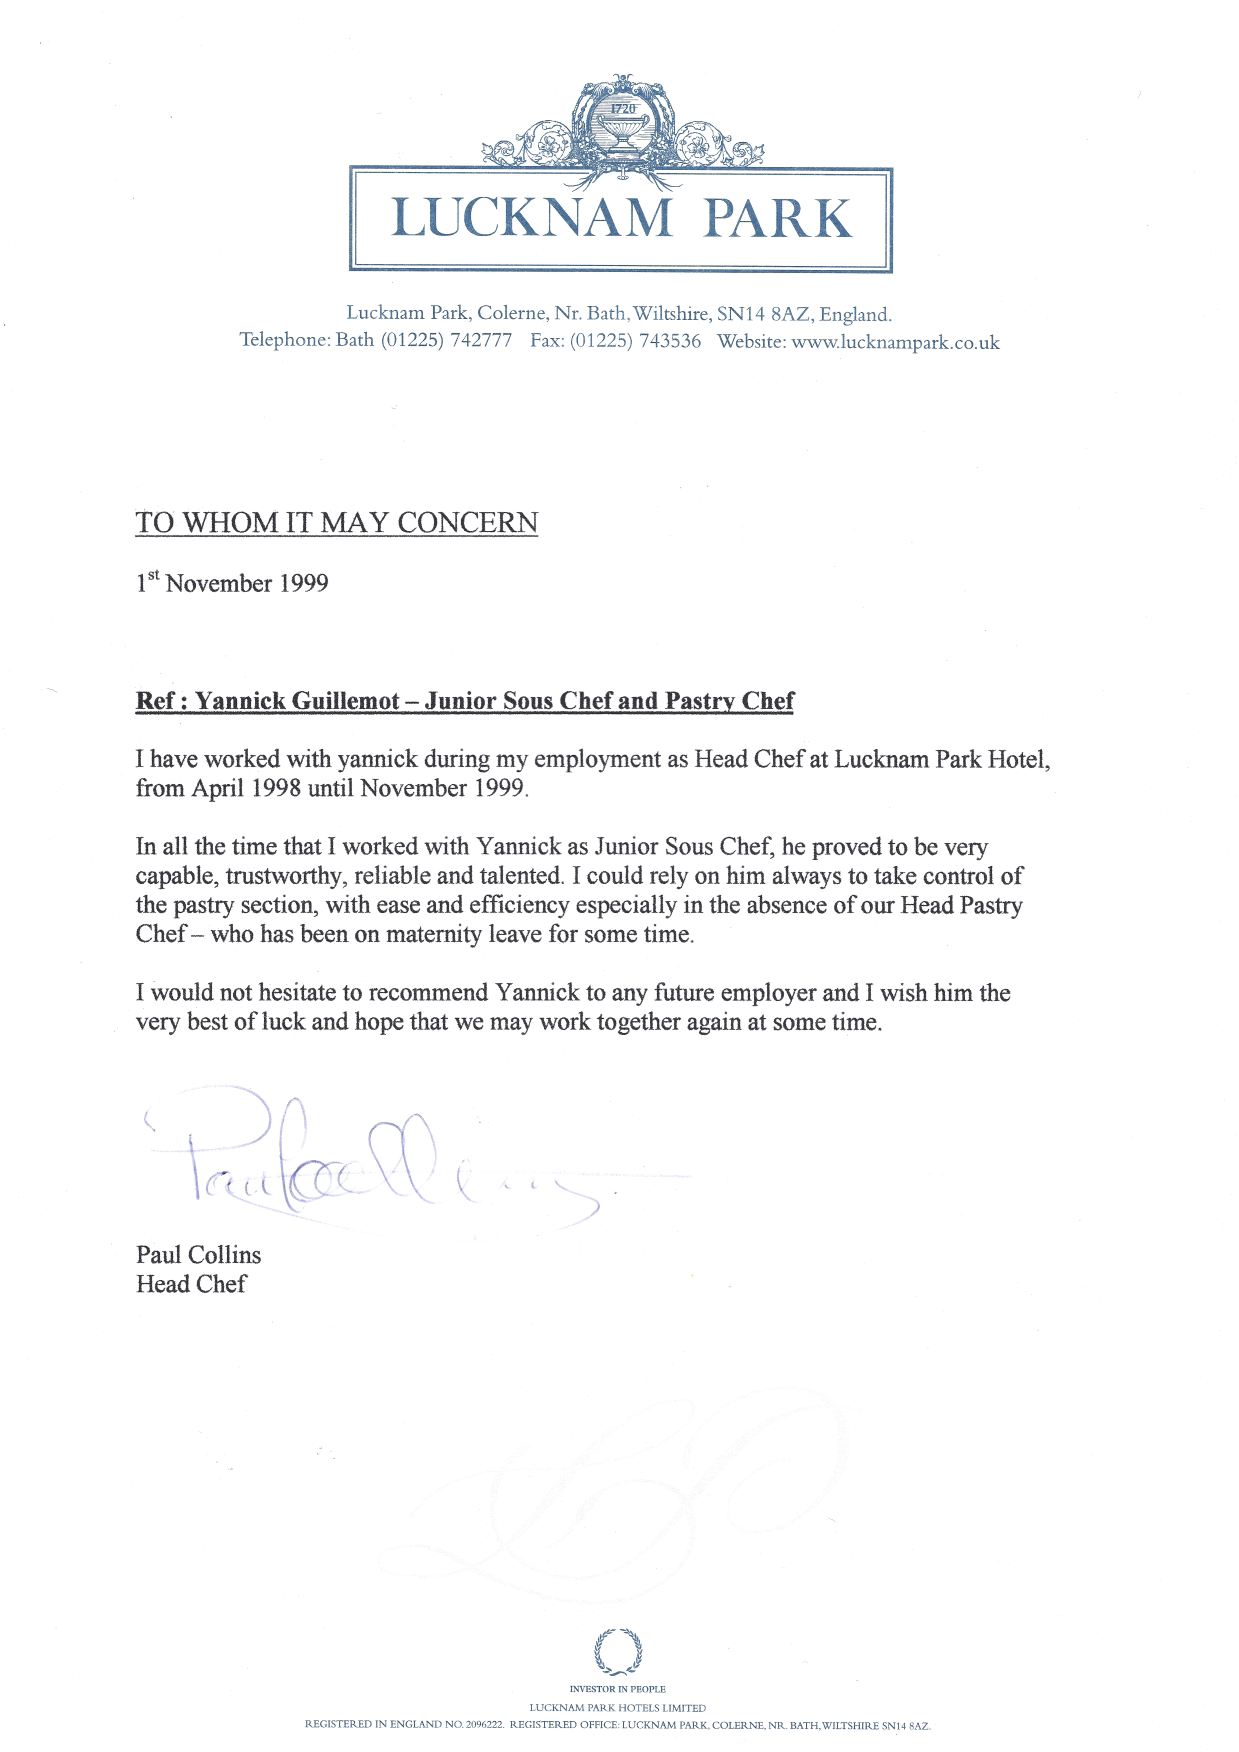 1720
LUCKNAM PARK
Lucknam Park, Colerne, Nr. Bath, Wiltshire, SN14 8AZ, England.
Telephone: Bath (01225) 742777 Fax: (01225) 743536 Website: www.lucknampark.co.uk
TO WHOM IT MAY CONCERN
1st November 1999
Ref : Yannick Guillemot – Junior Sous Chef and Pastry Chef
I have worked with yannick during my employment as Head Chef at Lucknam Park Hotel,
from April 1998 until November 1999.
In all the time that I worked with Yannick as Junior Sous Chef, he proved to be very
capable, trustworthy, reliable and talented. I could rely on him always to take control of
the pastry section, with ease and efficiency especially in the absence of our Head Pastry
Chef – who has been on maternity leave for some time.
I would not hesitate to recommend Yannick to any future employer and I wish him the
very best of luck and hope that we may work together again at some time.
Paul Collins
Paul Collins
Head Chef
INVESTOR IN PEOPLE
LUCKNAM PARK HOTELS LIMITED
REGISTERED IN ENGLAND NO. 2096222. REGISTERED OFFICE: LUCKNAM PARK, COLERNE, NR. BATH, WILTSHIRE SN14 8AZ.